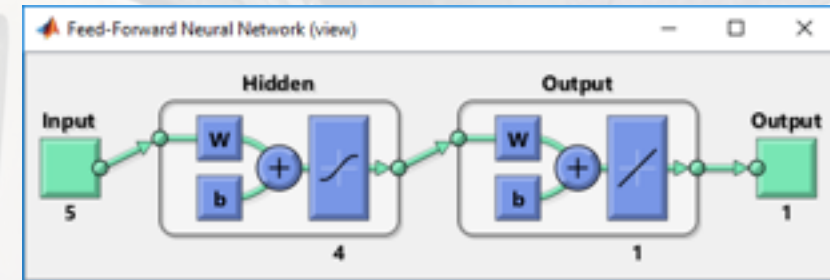 Feed-Forward Neural Network (view)
Hidden
Output
Input
Output
W
W
b
b
5
4
1
1